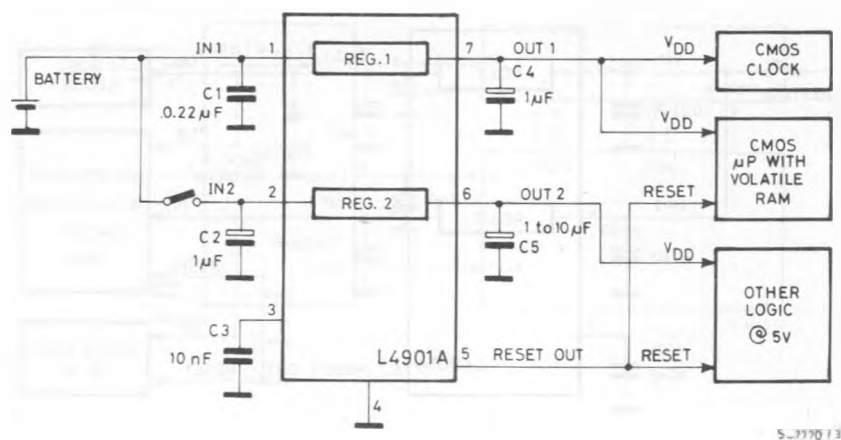 IN1
1
REG. 1
7
OUT 1
VDD
CMOS
CLOCK
BATTERY
C1
.0.22µF
C4
1µF
VDD
CMOS
µP WITH
VOLATILE
RAM
RESET
IN2
2
REG. 2
6
OUT 2
C2
1µF
1 to 10µF
C5
VDD
OTHER
LOGIC
@ 5V
3
C3
10 nF
L4901A
5
RESET OUT
RESET
4